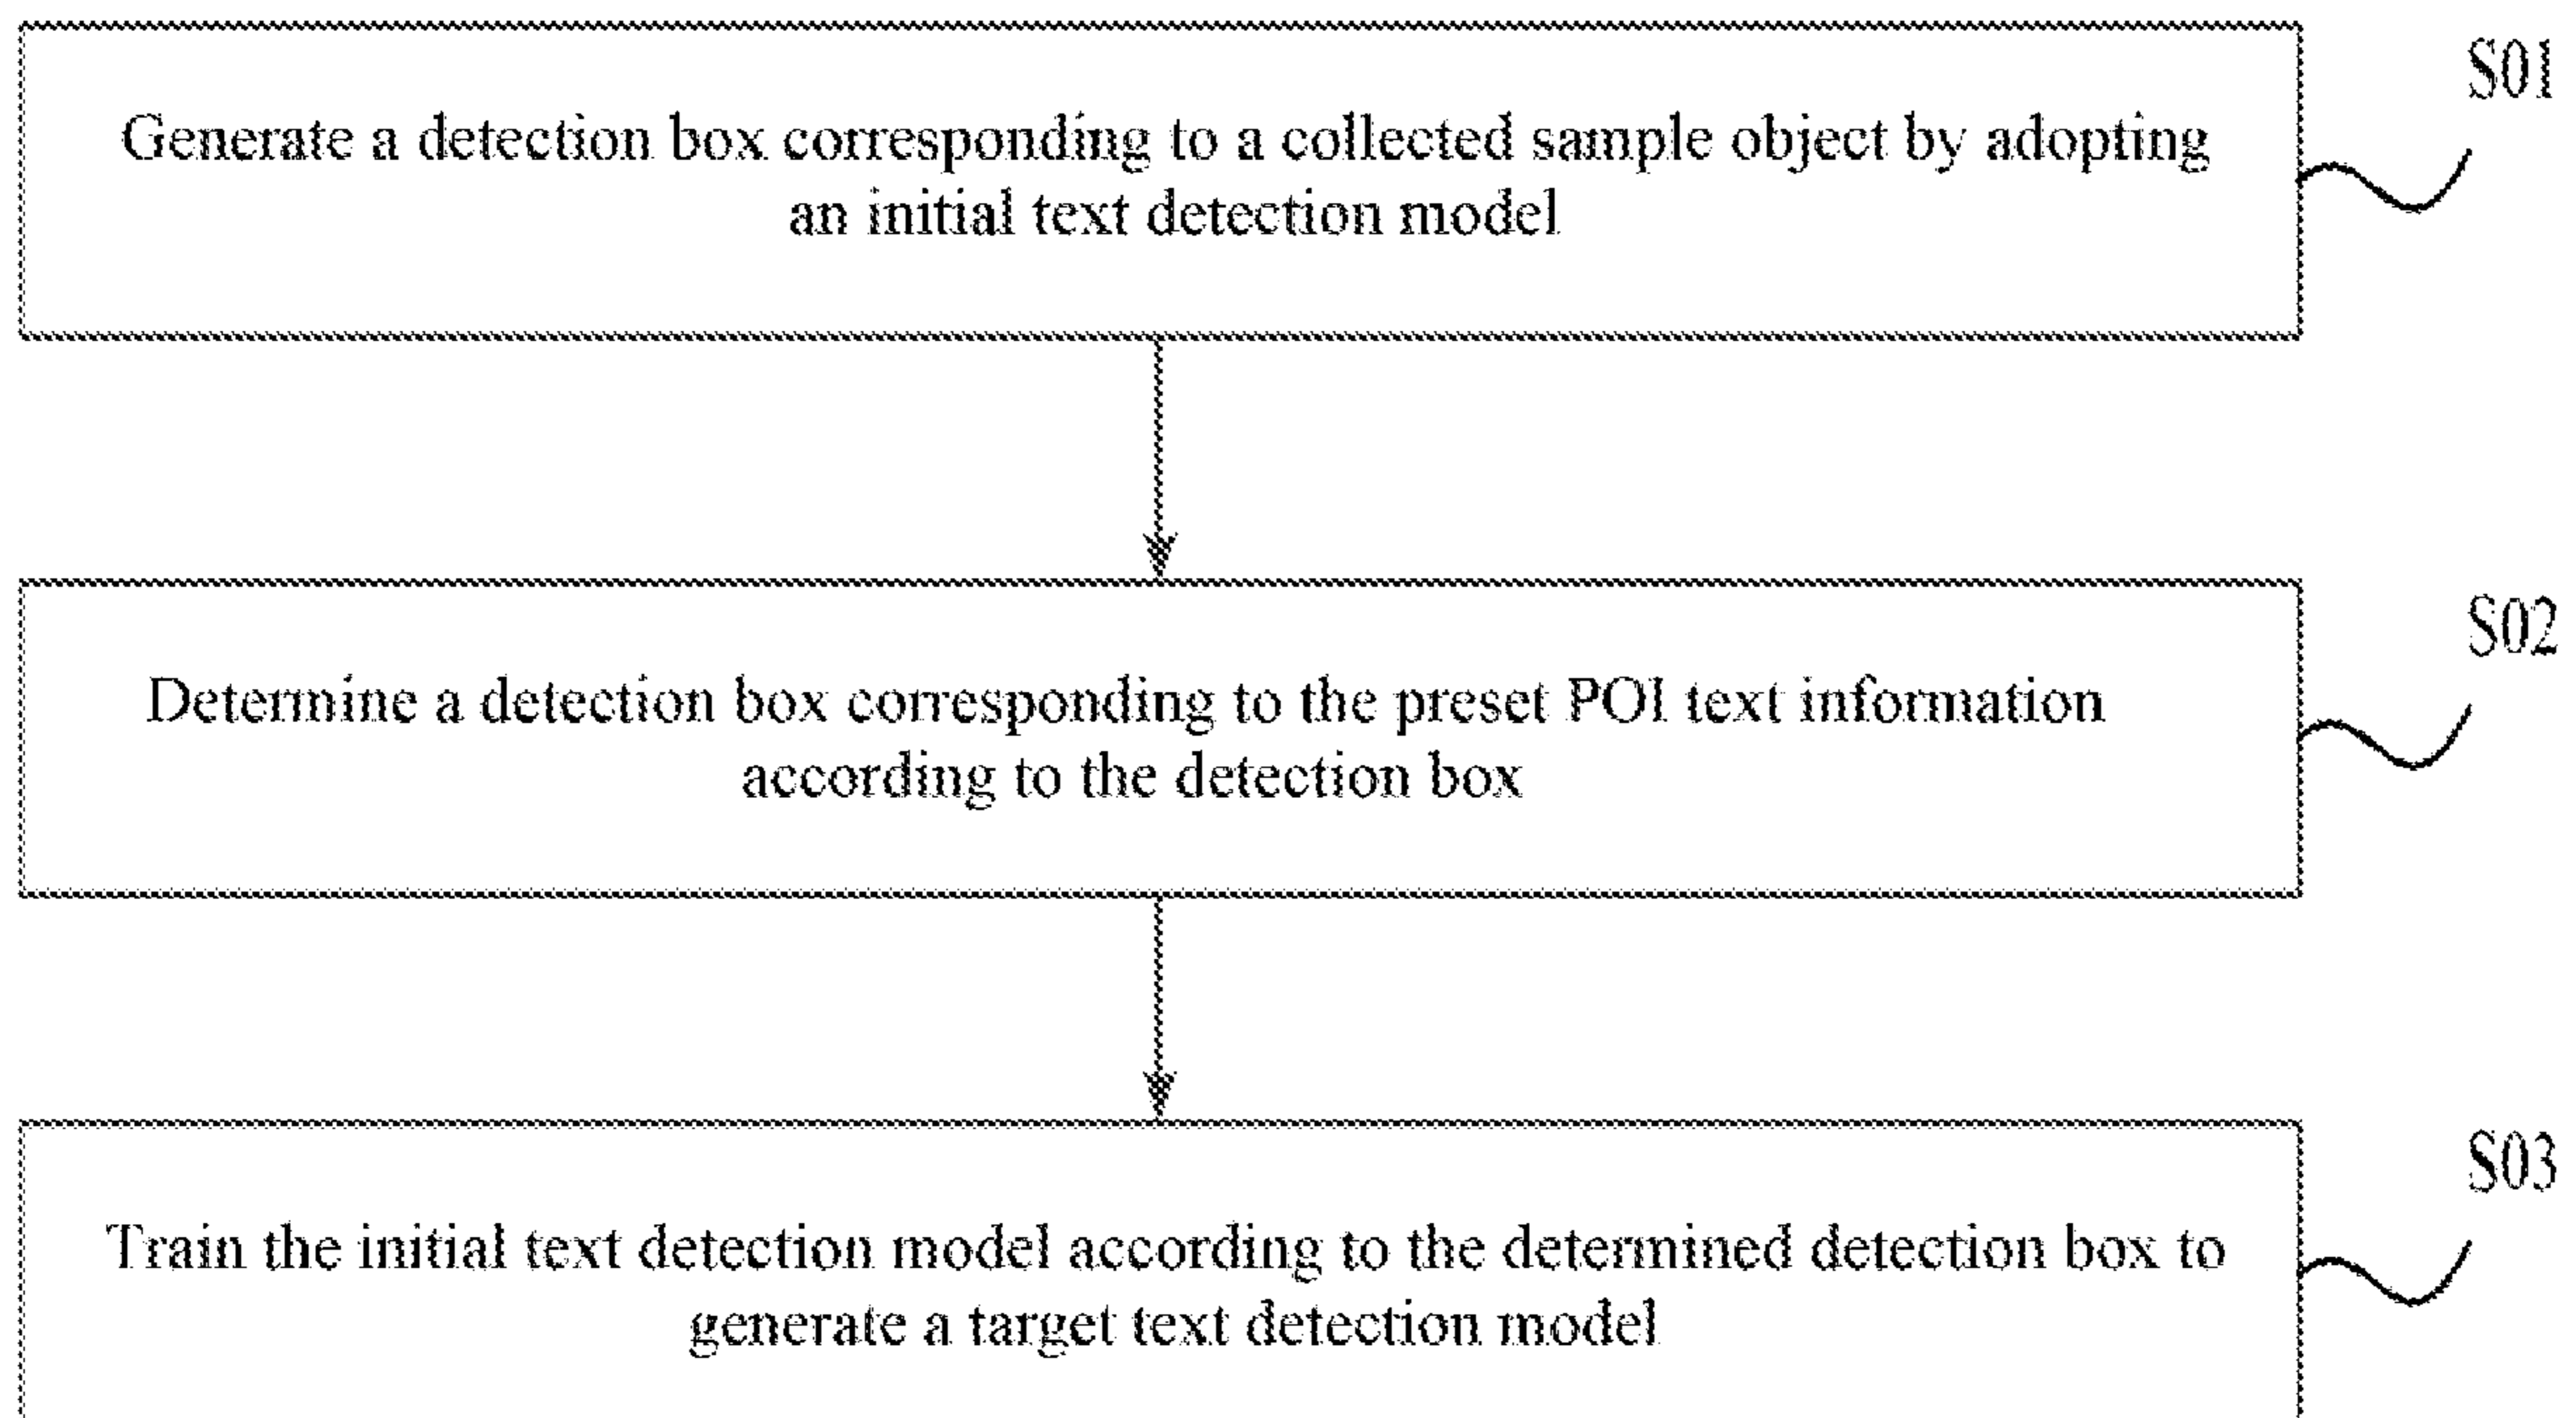 S01
Generate a detection box corresponding to a collected sample object by adopting
an initial text detection model
S02
Determine a detection box corresponding to the preset POI text information
according to the detection box
S03
Train the initial text detection model according to the determined detection box to
generate a target text detection model